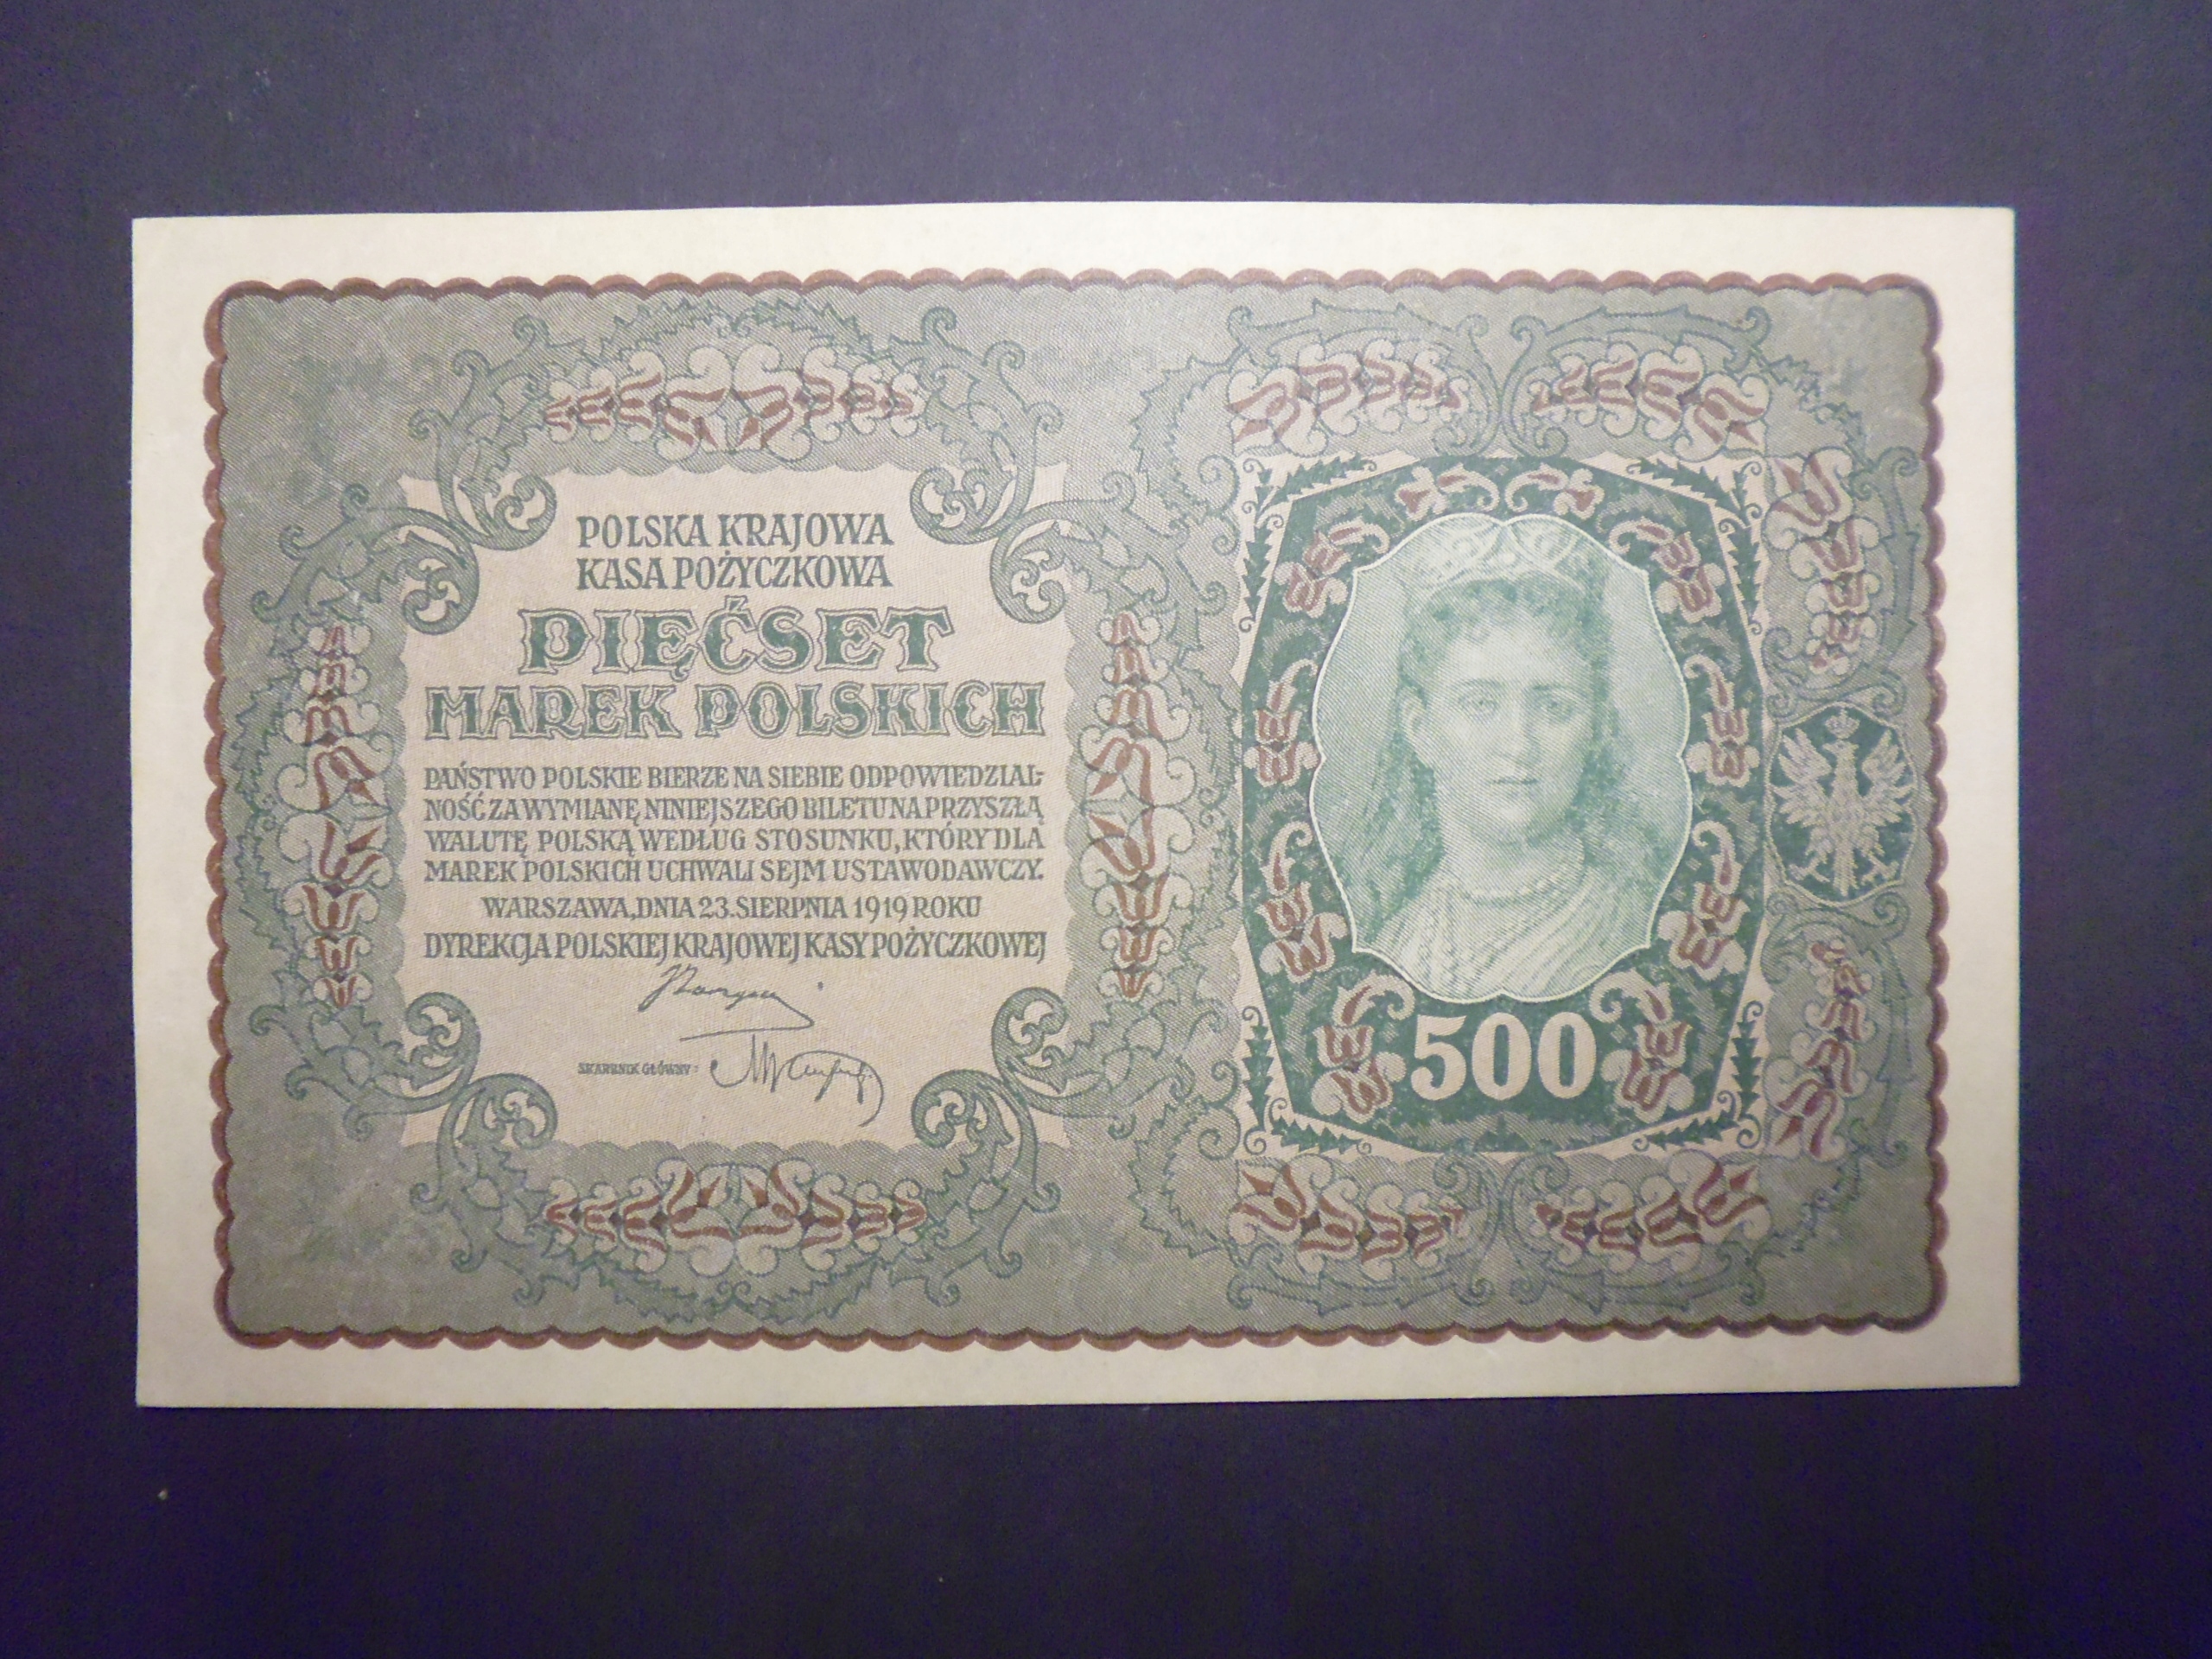 POLSKA KRAJOWA
KASA POŻYCZKOWA
PIĘĆSET
MAREK POLSKICH
PAŃSTWO POLSKIE BIERZE NA SIEBIE ODPOWIEDZIAL-
NOŚĆ ZA WYMIANĘ NINIEJSZEGO BILETU NA PRZYSZŁĄ
WALUTĘ POLSKĄ WEDŁUG STOSUNKU, KTÓRY DLA
MAREK POLSKICH UCHWALI SEJM USTAWODAWCZY.
WARSZAWA, DNIA 23. SIERPNIA 1919 ROKU
DYREKCJA POLSKIEJ KRAJOWEJ KASY POŻYCZKOWEJ
SKARBNIK GŁÓWNY:
500